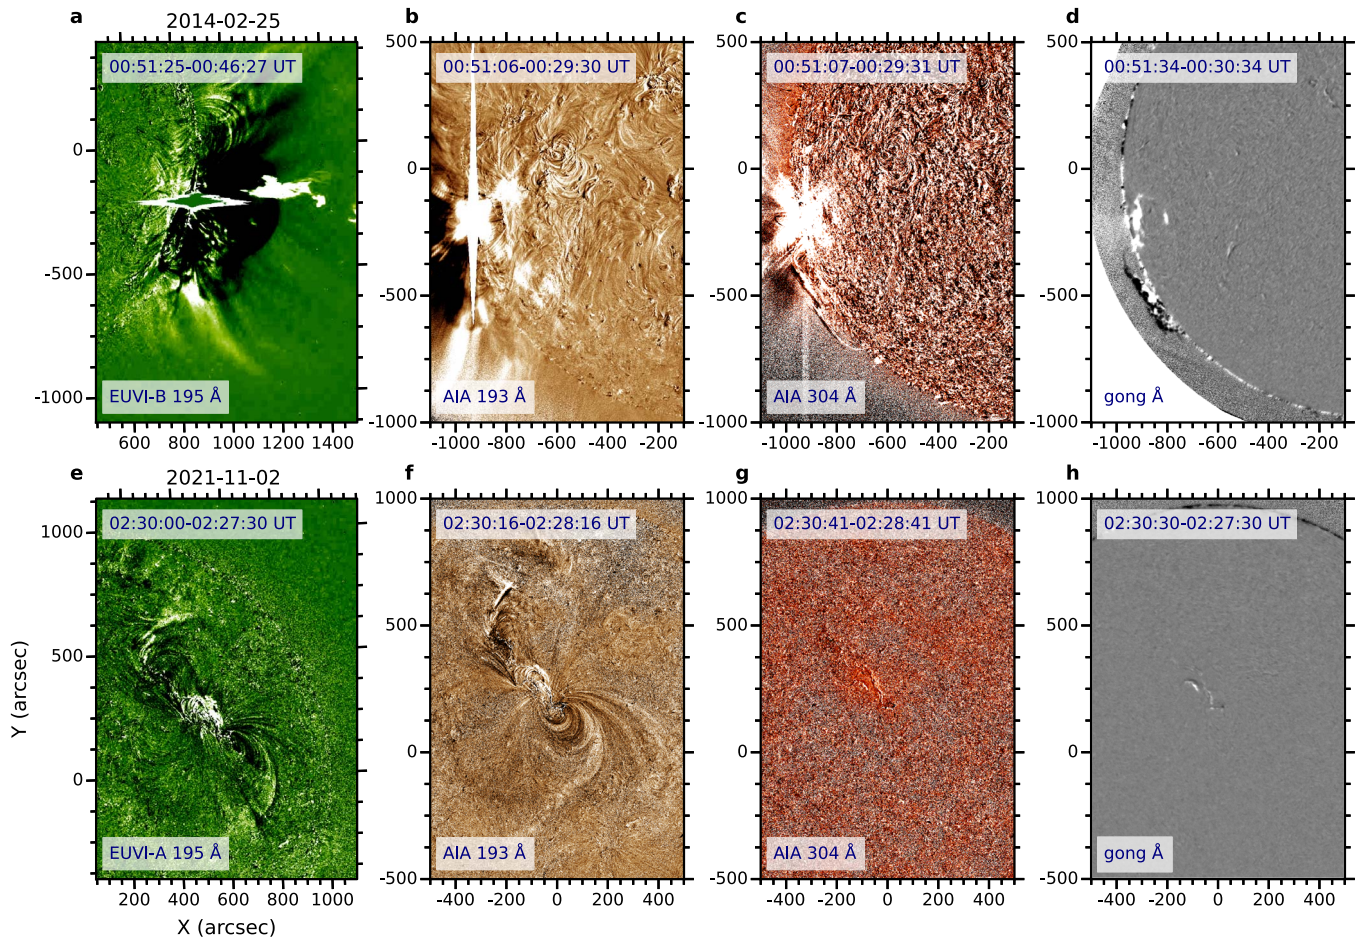 a 2014-02-25 b c d
00:51:25-00:46:27 UT 00:51:06-00:29:30 UT 00:51:07-00:29:31 UT 00:51:34-00:30:34 UT
500 500 500
0 0 0 0
-500 -500 -500 -500
-1000 -1000 -1000 -1000
EUVI-B 195 Å AIA 193 Å AIA 304 Å gong Å
600 800 1000 1200 1400 -1000 -800 -600 -400 -200 -1000 -800 -600 -400 -200 -1000 -800 -600 -400 -200
e 2021-11-02 f g h
02:30:00-02:27:30 UT 02:30:16-02:28:16 UT 02:30:41-02:28:41 UT 02:30:30-02:27:30 UT
1000 1000 1000 1000
500 500 500 500
0 0 0 0
-500 -500 -500
EUVI-A 195 Å AIA 193 Å AIA 304 Å gong Å
200 400 600 800 1000 -400 -200 0 200 400 -400 -200 0 200 400 -400 -200 0 200 400
X (arcsec)
Y (arcsec)